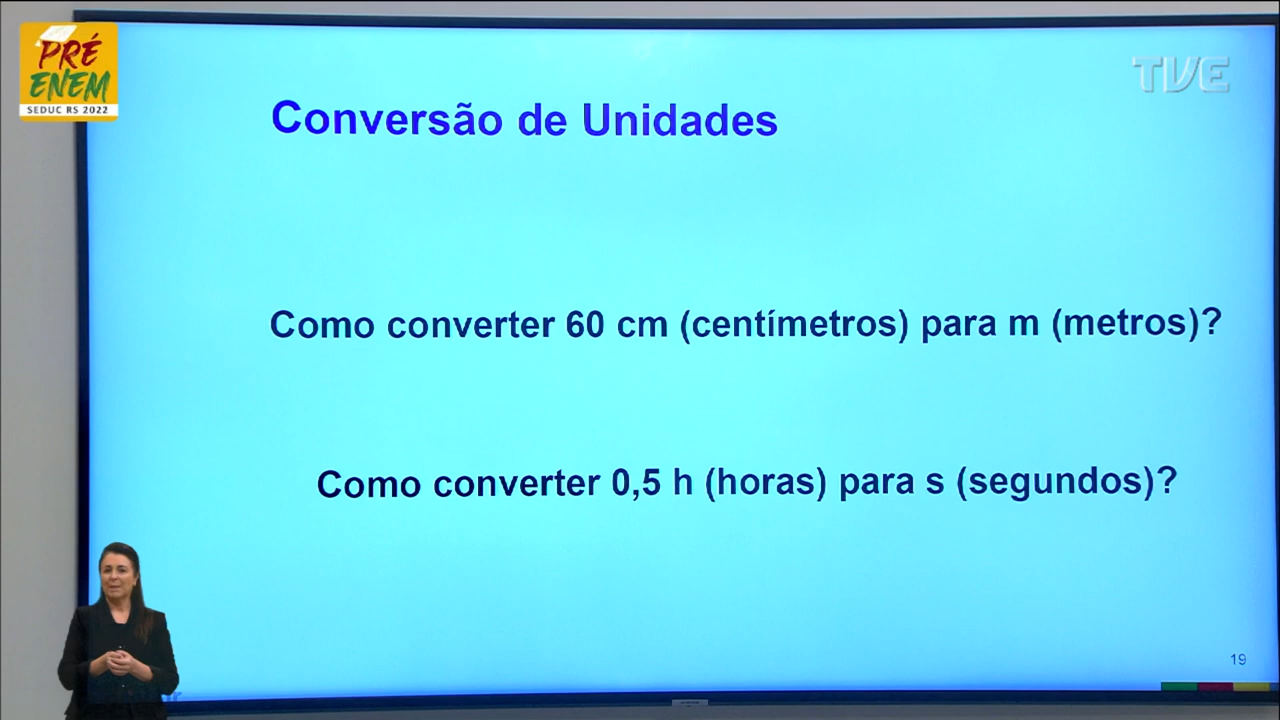 PRÉ
ENEM
SEDUC RS 2022
TVE
Conversão de Unidades
Como converter 60 cm (centímetros) para m (metros)?
Como converter 0,5 h (horas) para s (segundos)?
19